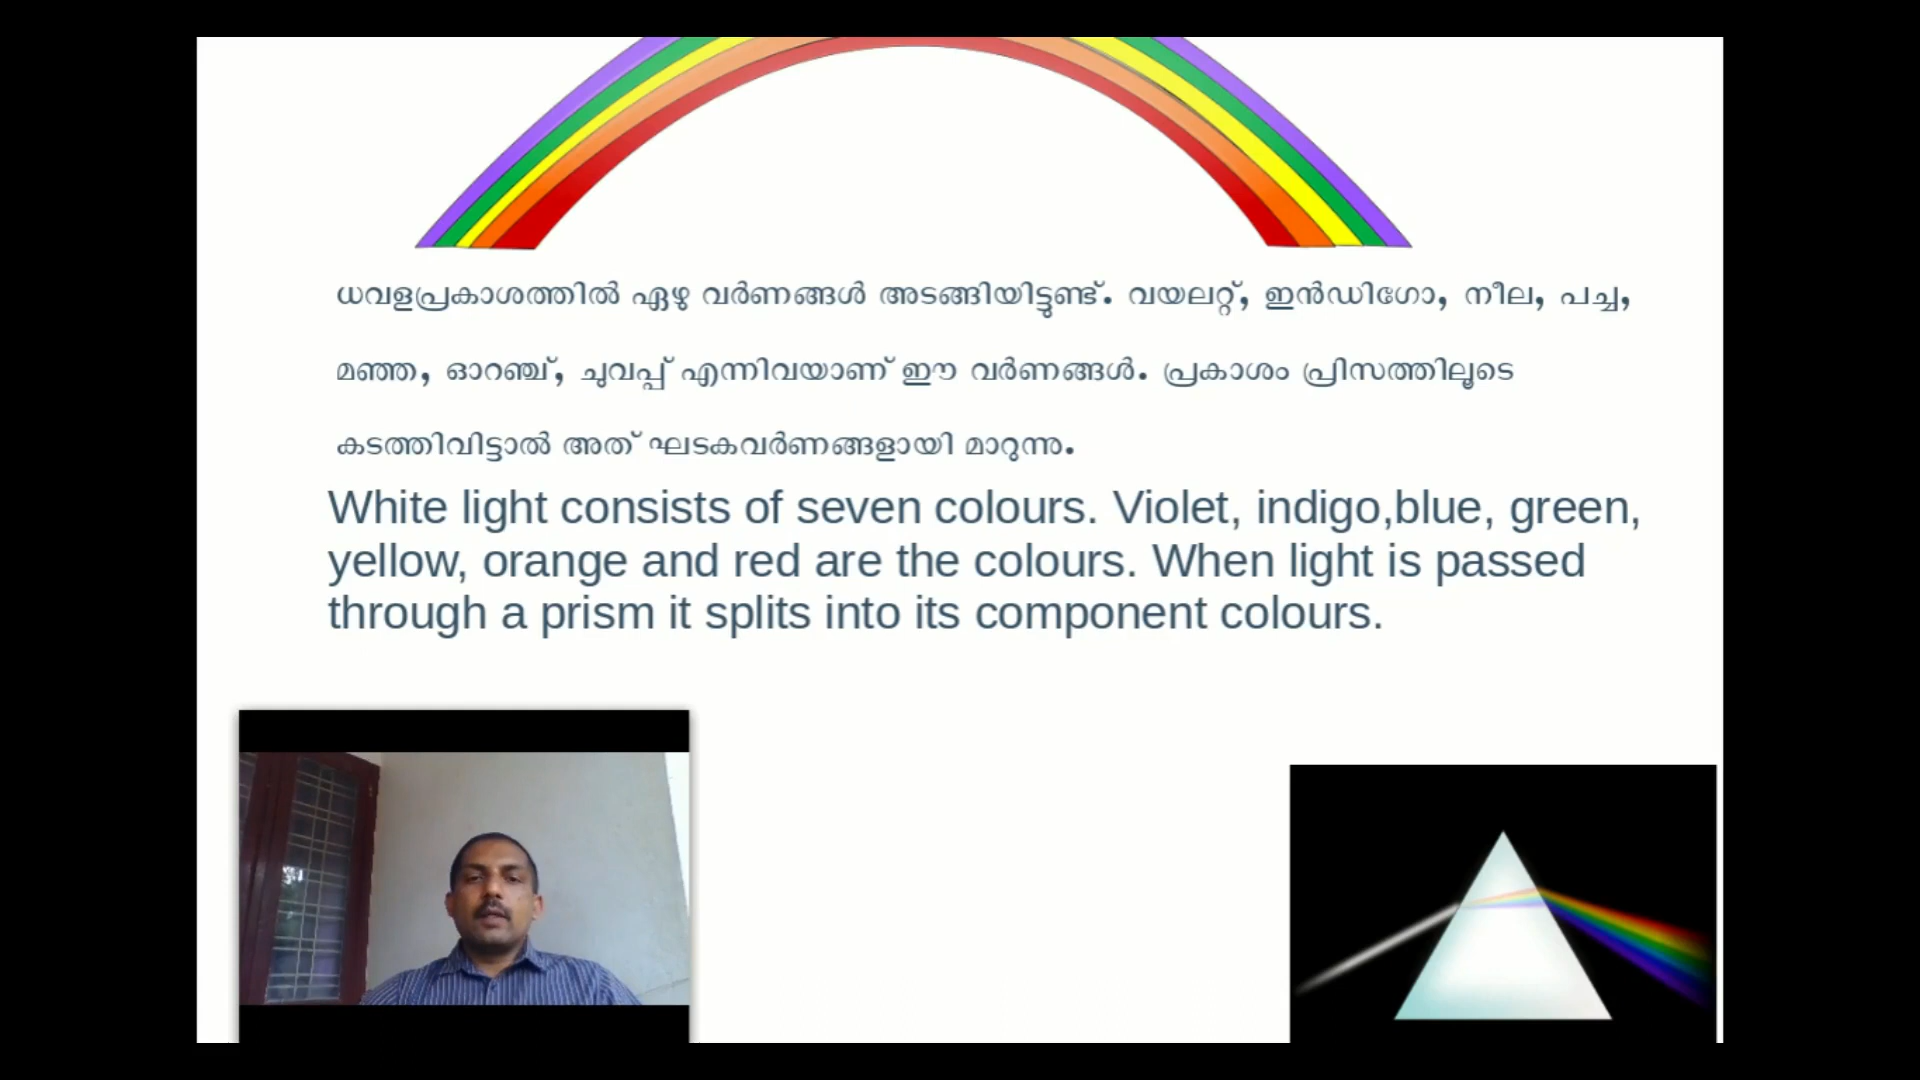 ധവളപ്രകാശത്തിൽ ഏഴു വർണങ്ങൾ അടങ്ങിയിട്ടുണ്ട്. വയലറ്റ്, ഇൻഡിഗോ, നീല, പച്ച,
മഞ്ഞ, ഓറഞ്ച്, ചുവപ്പ് എന്നിവയാണ് ഈ വർണങ്ങൾ. പ്രകാശം പ്രിസത്തിലൂടെ
കടത്തിവിട്ടാൽ അത് ഘടകവർണങ്ങളായി മാറുന്നു.
White light consists of seven colours. Violet, indigo,blue, green,
yellow, orange and red are the colours. When light is passed
through a prism it splits into its component colours.